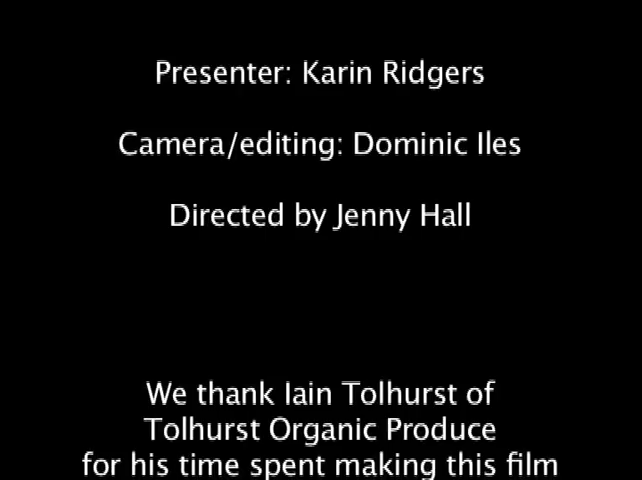 Presenter: Karin Ridgers
Camera/editing: Dominic Iles
Directed by Jenny Hall
We thank Iain Tolhurst of
Tolhurst Organic Produce
for his time spent making this film